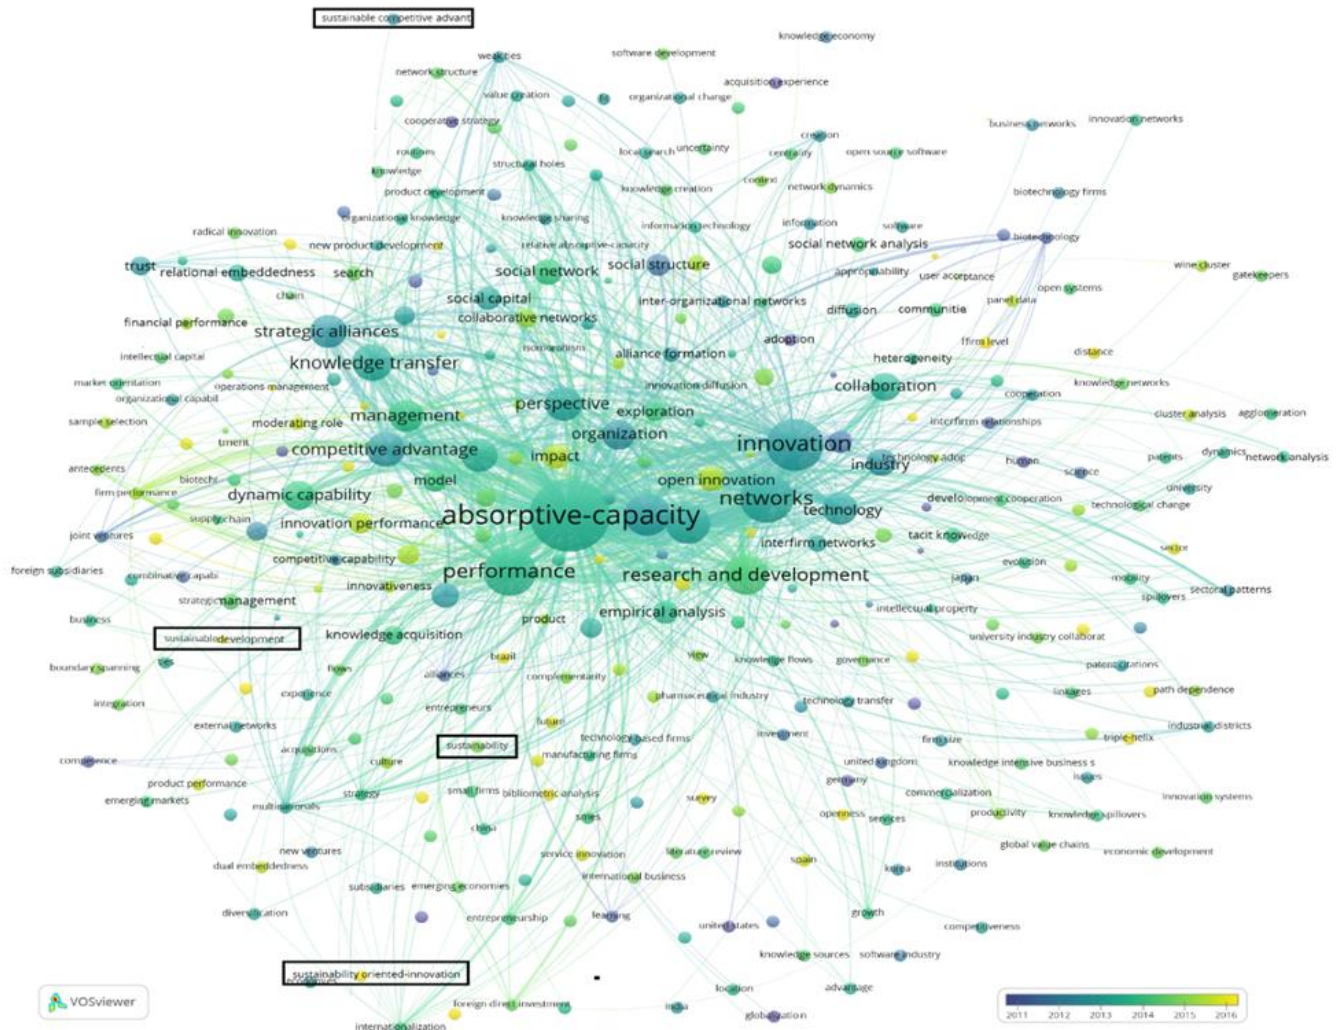 sustainable competitive advant
knowledge economy
software development
weak ties
network structure
acquisition experience
value creation
organizational change
cooperative strategy
business networks
innovation networks
creation
routines
local search
uncertainty
centrality
open source software
structural holes
knowledge
context
product development
knowledge creation
network dynamics
biotechnology firms
organizational knowledge
knowledge sharing
information technology
information
software
radical innovation
new product development
relative absorptive-capacity
social network analysis
biotechnology
trust
relational embeddedness
search
social network
social structure
appropriability
user acceptance
wine cluster
gatekeepers
open systems
chain
social capital
inter-organizational networks
panel data
financial performance
collaborative networks
diffusion
communitie
strategic alliances
adoption
ffirm level
isomorphism
alliance formation
distance
intellectual capital
knowledge transfer
heterogeneity
market orientation
operations management
innovation diffusion
collaboration
knowledge networks
organizational capabil
perspective
cooperation
sample selection
moderating role
management
exploration
cluster analysis
agglomeration
organization
interfirm relationships
tment
competitive advantage
innovation
impact
industry
technology adop
human
patents
dynamics
network analysis
antecedents
biotechr
model
open innovation
science
firm performance
dynamic capability
networks
development cooperation
university
supply chain
innovation performance
absorptive-capacity
technology
technological change
joint ventures
interfirm networks
tacit knowledge
sector
competitive capability
evolution
foreign subsidiaries
combinative capabi
innovativeness
performance
research and development
japan
mobility
sectoral patterns
strategic management
spillovers
business
product
empirical analysis
intellectual property
sustainable development
knowledge acquisition
university industry collaborat
boundary spanning
ties
flows
brazil
view
knowledge flows
governance
patent citations
alliances
complementarity
integration
experience
pharmaceutical industry
technology transfer
linkages
path dependence
entrepreneurs
external networks
future
industrial districts
acquisitions
sustainability
technology based firms
investment
firm size
triple-helix
competence
culture
manufacturing firms
united kingdom
knowledge intensive business s
product performance
germany
issues
emerging markets
multinationals
strategy
small firms
bibliometric analysis
survey
commercialization
innovation systems
openness
services
productivity
knowledge spillovers
china
smes
new ventures
service innovation
literature review
global value chains
economic development
dual embeddedness
spain
korea
institutions
subsidiaries
emerging economies
international business
diversification
entrepreneurship
learning
growth
united states
competitiveness
knowledge sources
software industry
sustainability oriented-innovation
economies
location
advantage
foreign direct investment
india
globalization
internationalization
VOSviewer
2011 2012 2013 2014 2015 2016